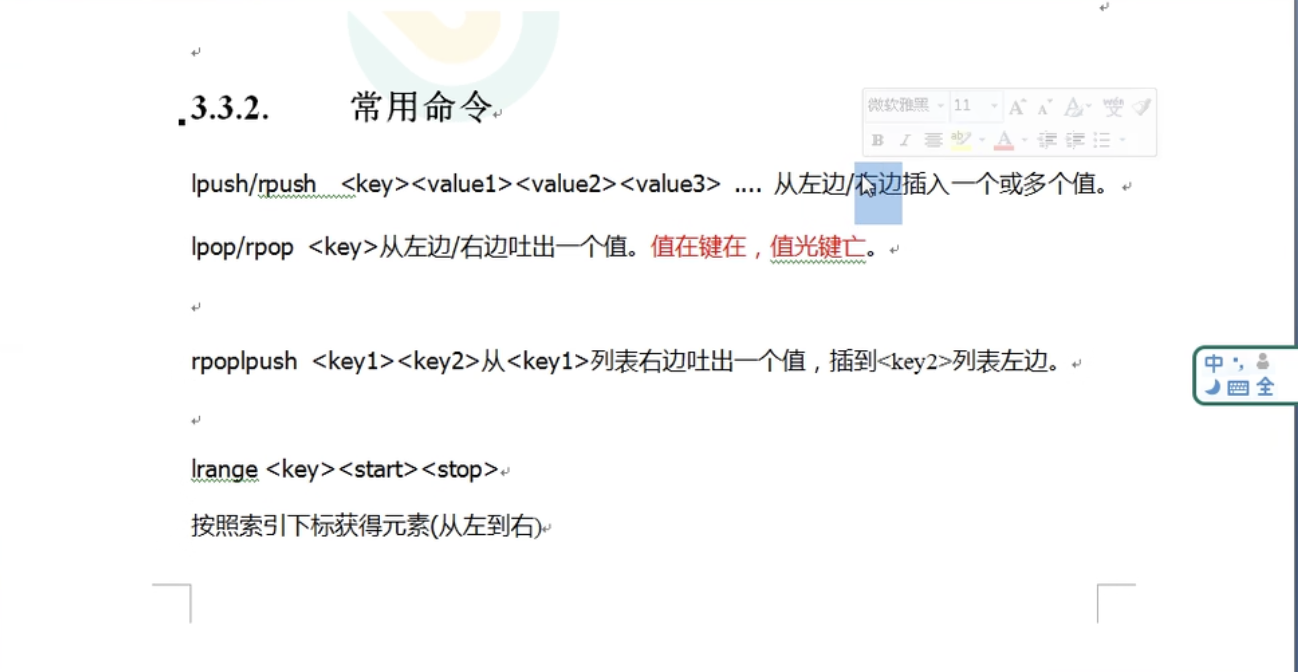 3.3.2. 常用命令
微软雅黑 11
lpush/rpush <key><value1><value2><value3> .... 从左边/右边插入一个或多个值。
lpop/rpop <key>从左边/右边吐出一个值。值在键在，值光键亡。
rpoplpush <key1><key2>从<key1>列表右边吐出一个值，插到<key2>列表左边。
中 全
lrange <key><start><stop>
按照索引下标获得元素(从左到右)